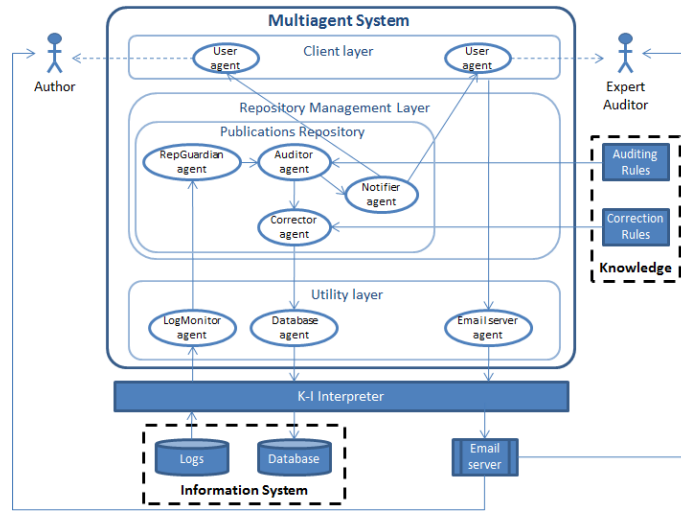 Multiagent System
Client layer
User
agent
User
agent
Author
Expert
Auditor
Repository Management Layer
Publications Repository
RepGuardian
agent
Auditor
agent
Notifier
agent
Corrector
agent
Auditing
Rules
Correction
Rules
Knowledge
Utility layer
LogMonitor
agent
Database
agent
Email server
agent
K-I Interpreter
Logs
Database
Email
server
Information System